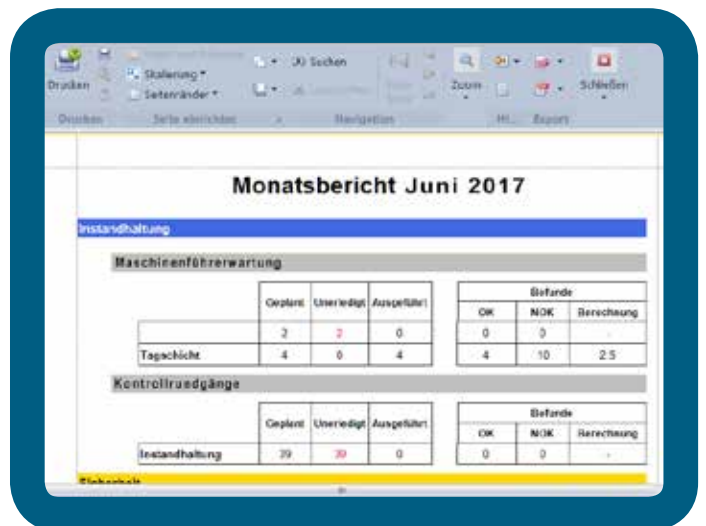 Drucken
Skalierung
Seitenränder
Suchen
Zoom
Schließen
Drucken
Seite einrichten
Navigation
Export
Monatsbericht Juni 2017
Instandhaltung
Maschinenführerwartung
Befunde
Geplant Unerledigt Ausgeführt OK NOK Berechnung
2 2 0 0 0 -
Tagschicht 4 0 4 4 10 2.5
Kontrollrundgänge
Befunde
Geplant Unerledigt Ausgeführt OK NOK Berechnung
Instandhaltung 39 39 0 0 0 -
Sicherheit